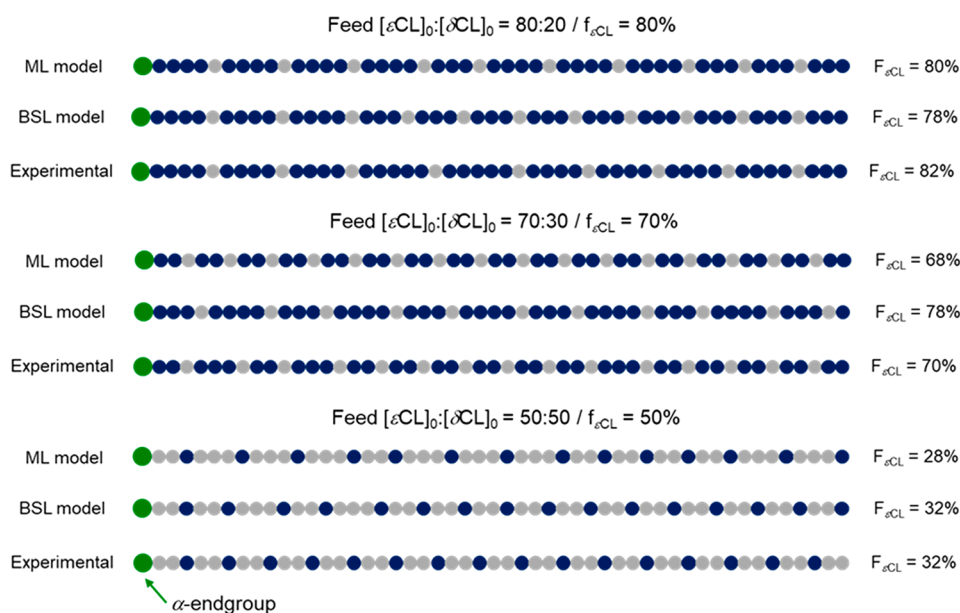 Feed [εCL]₀:[δCL]₀ = 80:20 / fεCL = 80%
ML model FεCL = 80%
BSL model FεCL = 78%
Experimental FεCL = 82%
Feed [εCL]₀:[δCL]₀ = 70:30 / fεCL = 70%
ML model FεCL = 68%
BSL model FεCL = 78%
Experimental FεCL = 70%
Feed [εCL]₀:[δCL]₀ = 50:50 / fεCL = 50%
ML model FεCL = 28%
BSL model FεCL = 32%
Experimental FεCL = 32%
α-endgroup